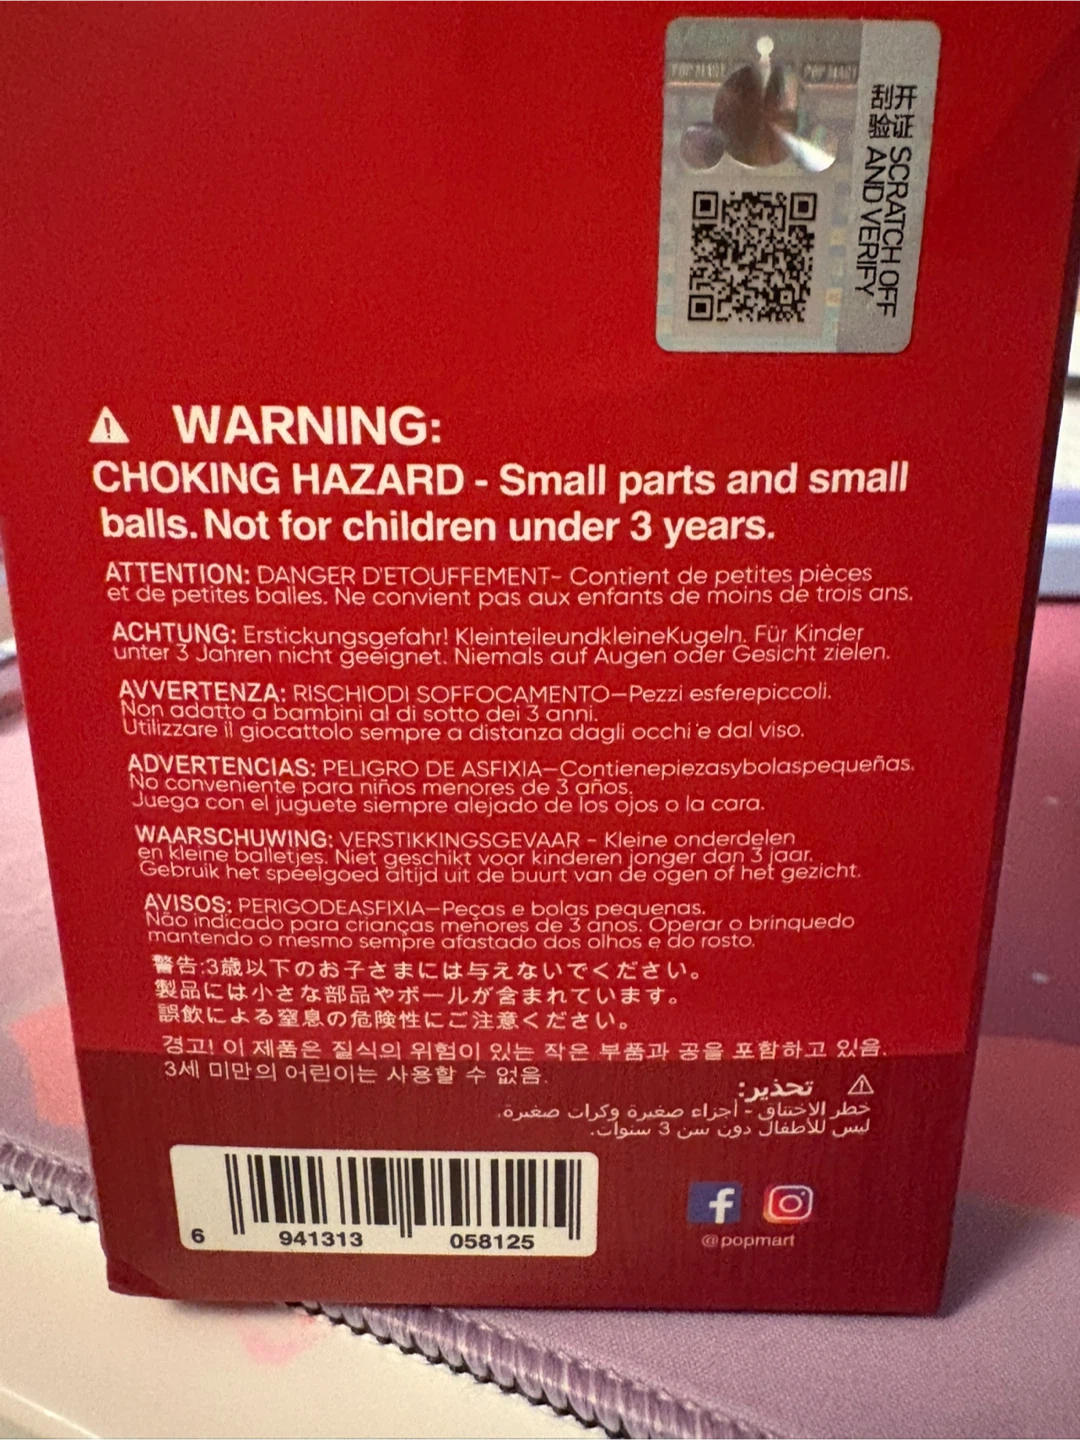 POP MART POP MART
开证 SCRATCH OFF
刮验 AND VERIFY
WARNING:
CHOKING HAZARD - Small parts and small
balls. Not for children under 3 years.
ATTENTION: DANGER D'ETOUFFEMENT- Contient de petites pièces
et de petites balles. Ne convient pas aux enfants de moins de trois ans.
ACHTUNG: Erstickungsgefahr! KleinteileundkleineKugeln. Für Kinder
unter 3 Jahren nicht geeignet. Niemals auf Augen oder Gesicht zielen.
AVVERTENZA: RISCHIODI SOFFOCAMENTO—Pezzi esferepiccoli.
Non adatto a bambini al di sotto dei 3 anni.
Utilizzare il giocattolo sempre a distanza dagli occhi e dal viso.
ADVERTENCIAS: PELIGRO DE ASFIXIA—Contienepiezasybolaspequeñas.
No conveniente para niños menores de 3 años.
Juega con el juguete siempre alejado de los ojos o la cara.
WAARSCHUWING: VERSTIKKINGSGEVAAR - Kleine onderdelen
en kleine balletjes. Niet geschikt voor kinderen jonger dan 3 jaar.
Gebruik het speelgoed altijd uit de buurt van de ogen of het gezicht.
AVISOS: PERIGODEASFIXIA—Peças e bolas pequenas.
Não indicado para crianças menores de 3 anos. Operar o brinquedo
mantendo o mesmo sempre afastado dos olhos e do rosto.
警告:3歳以下のお子さまには与えないでください。
製品には小さな部品やボールが含まれています。
誤飲による窒息の危険性にご注意ください。
경고! 이 제품은 질식의 위험이 있는 작은 부품과 공을 포함하고 있음.
3세 미만의 어린이는 사용할 수 없음.
تحذير:
خطر الاختناق - أجزاء صغيرة وكرات صغيرة.
ليس للأطفال دون سن 3 سنوات.
6 941313 058125
@popmart